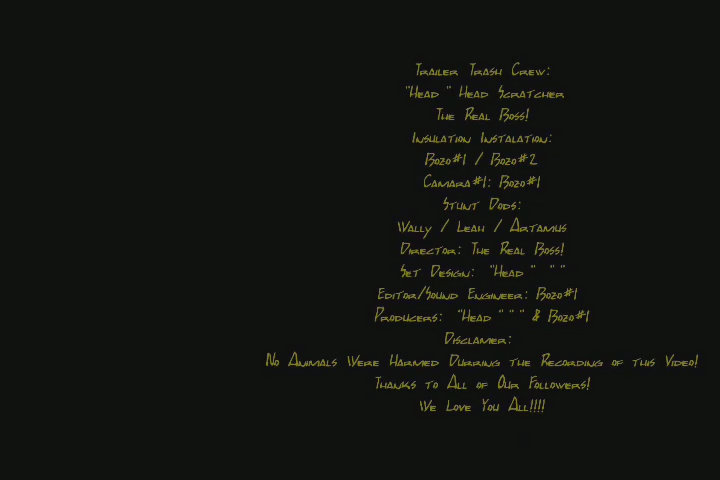 Trailer Trash Crew:
"Head " Head Scratcher
The Real Boss!
Insulation Instalation:
Bozo#1 / Bozo#2
Camara#1: Bozo#1
Stunt Dods:
Wally / Leah / Artamus
Director: The Real Boss!
Set Design: "Head " " "
Editor/Sound Engineer: Bozo#1
Producers: "Head " " " & Bozo#1
Disclamer:
No Animals Were Harmed Durring the Recording of this Video!
Thanks to All of Our Followers!
We Love You All!!!!